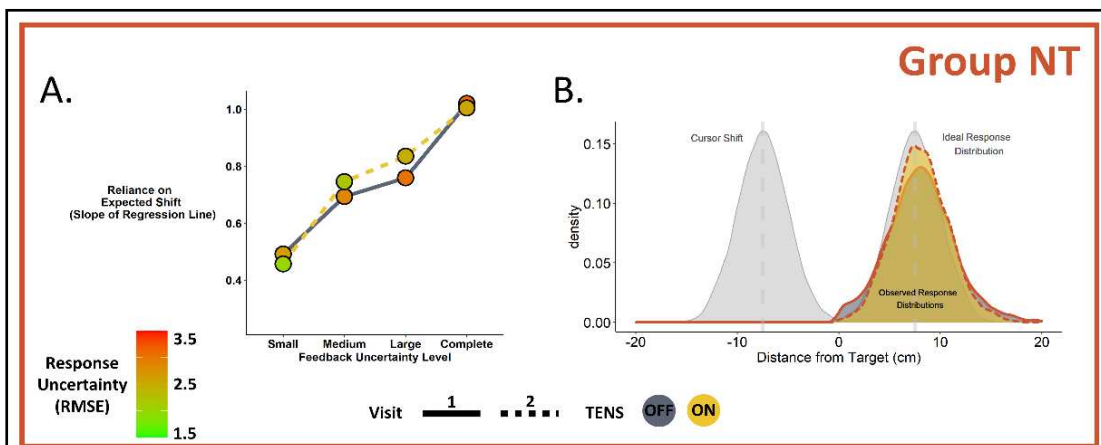 Group NT
A.
Reliance on
Expected Shift
(Slope of Regression Line)
1.0
0.8
0.6
0.4
Small Medium Large Complete
Feedback Uncertainty Level
B.
Cursor Shift
Ideal Response
Distribution
density
0.15
0.10
0.05
0.00
Observed Response
Distributions
-20 -10 0 10 20
Distance from Target (cm)
Response
Uncertainty
(RMSE)
3.5
2.5
1.5
Visit 1 2 TENS OFF ON